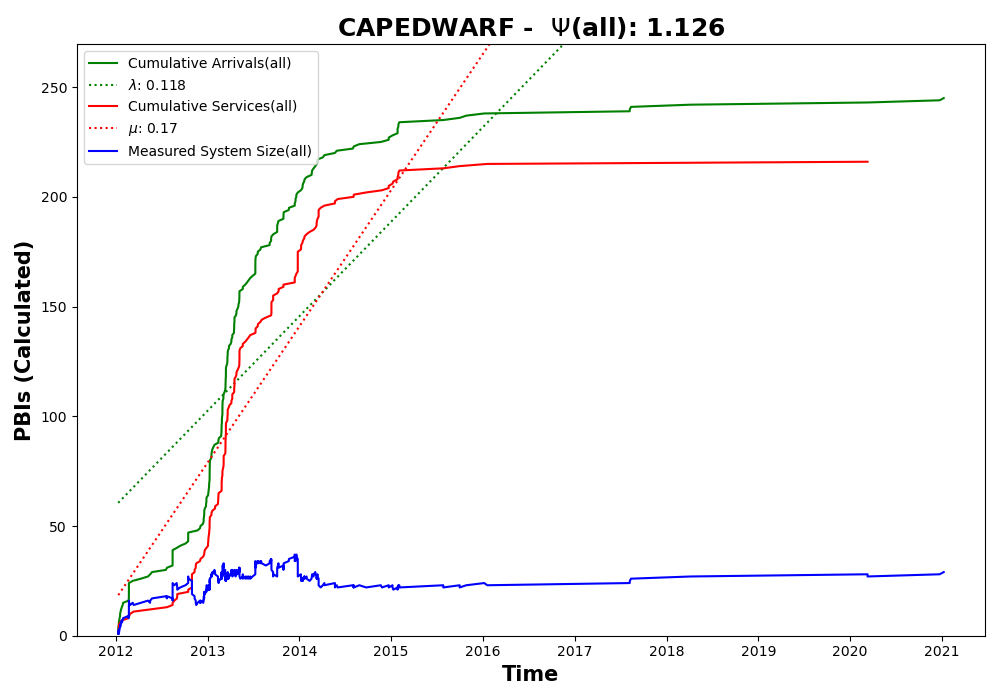 CAPEDWARF -  Ψ(all): 1.126
Cumulative Arrivals(all)
λ: 0.118
Cumulative Services(all)
μ: 0.17
Measured System Size(all)
PBIs (Calculated)
250
200
150
100
50
0
2012 2013 2014 2015 2016 2017 2018 2019 2020 2021
Time